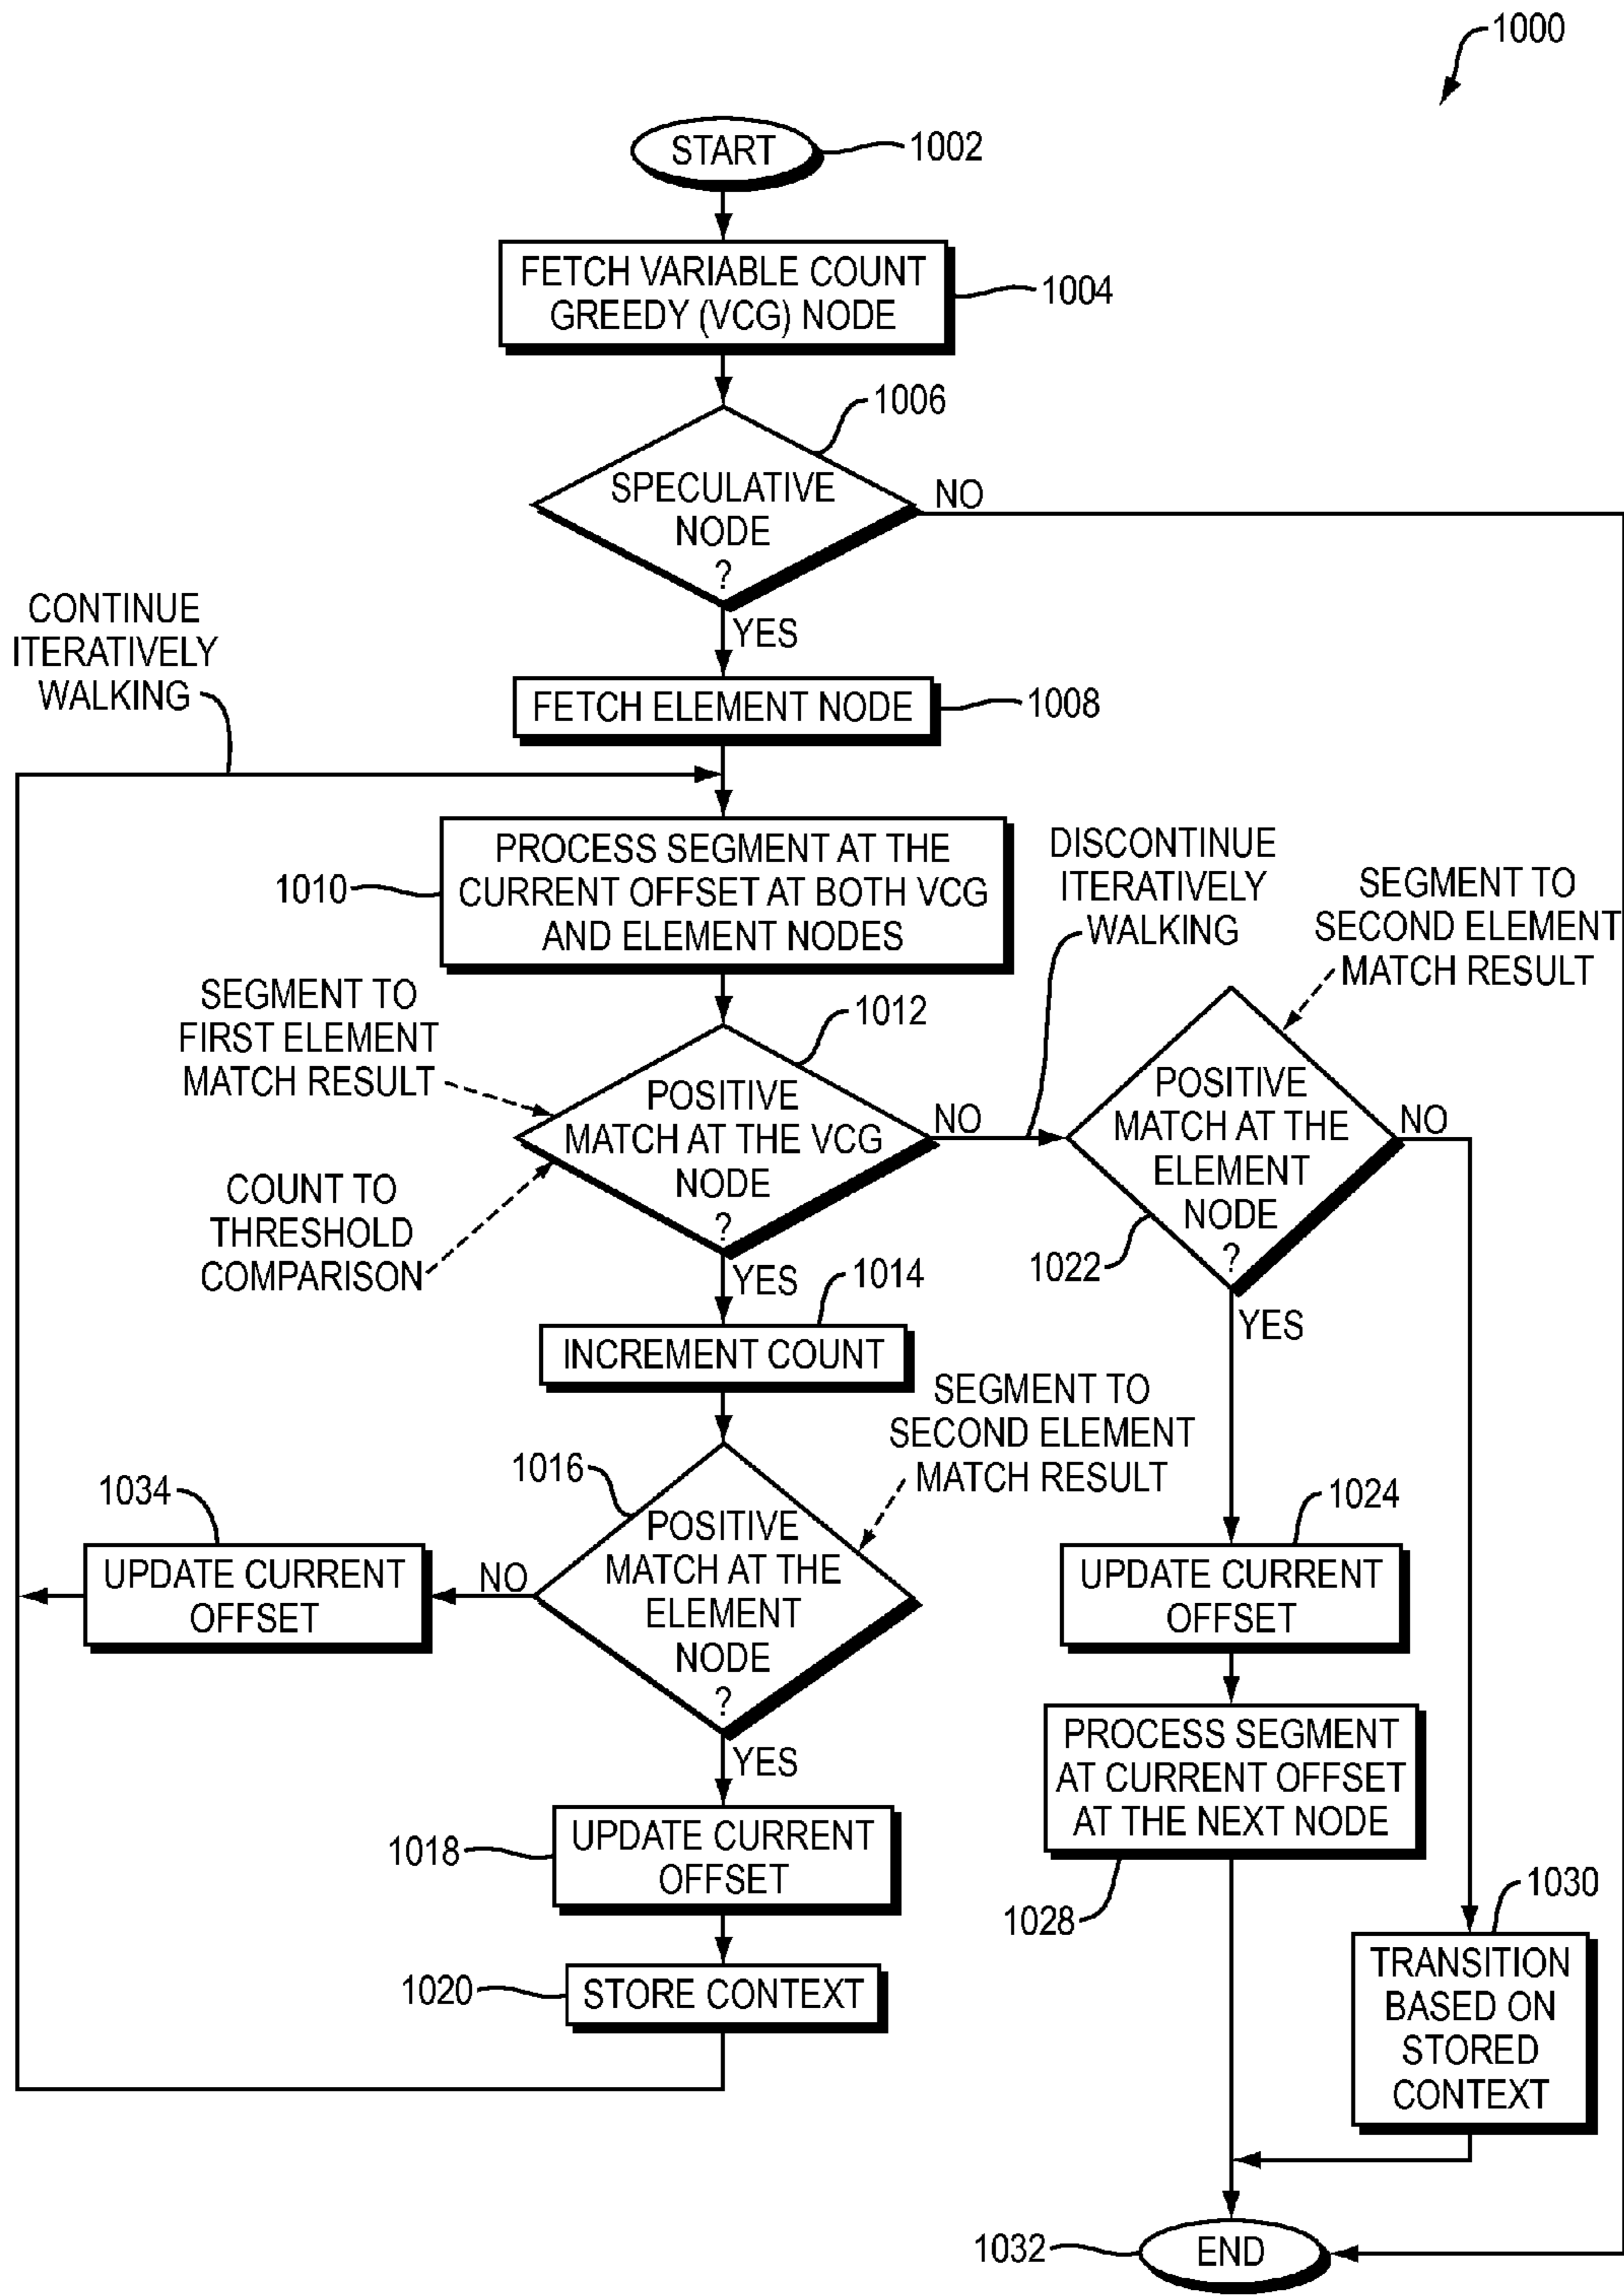 1000
START
1002
FETCH VARIABLE COUNT
GREEDY (VCG) NODE
1004
1006
SPECULATIVE
NODE
?
NO
YES
CONTINUE
ITERATIVELY
WALKING
FETCH ELEMENT NODE
1008
PROCESS SEGMENT AT THE
CURRENT OFFSET AT BOTH VCG
AND ELEMENT NODES
1010
DISCONTINUE
ITERATIVELY
WALKING
SEGMENT TO
SECOND ELEMENT
MATCH RESULT
SEGMENT TO
FIRST ELEMENT
MATCH RESULT
1012
POSITIVE
MATCH AT THE VCG
NODE
?
NO
YES
COUNT TO
THRESHOLD
COMPARISON
POSITIVE
MATCH AT THE
ELEMENT
NODE
?
1022
NO
YES
1014
INCREMENT COUNT
SEGMENT TO
SECOND ELEMENT
MATCH RESULT
1016
POSITIVE
MATCH AT THE
ELEMENT
NODE
?
NO
YES
1034
UPDATE CURRENT
OFFSET
1024
UPDATE CURRENT
OFFSET
PROCESS SEGMENT
AT CURRENT OFFSET
AT THE NEXT NODE
1028
1018
UPDATE CURRENT
OFFSET
1020
STORE CONTEXT
1030
TRANSITION
BASED ON
STORED
CONTEXT
1032
END